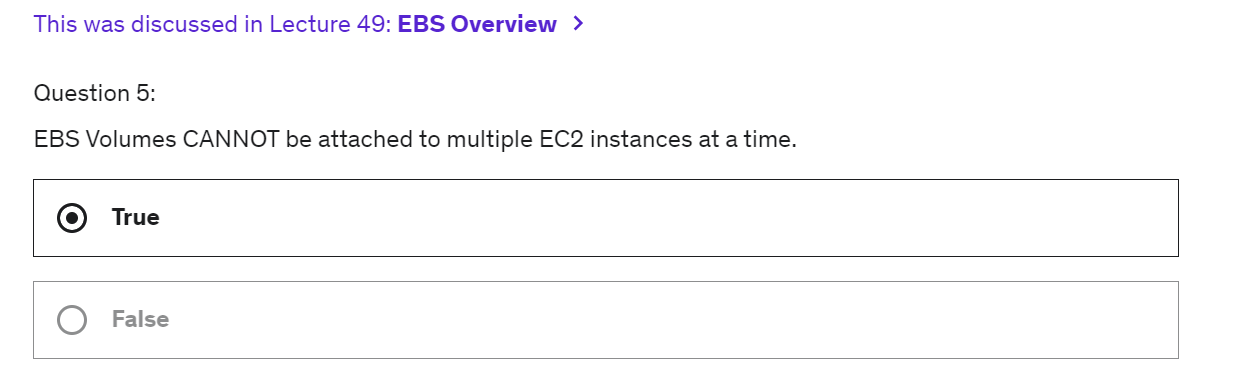 This was discussed in Lecture 49: EBS Overview >
Question 5:
EBS Volumes CANNOT be attached to multiple EC2 instances at a time.
True
False